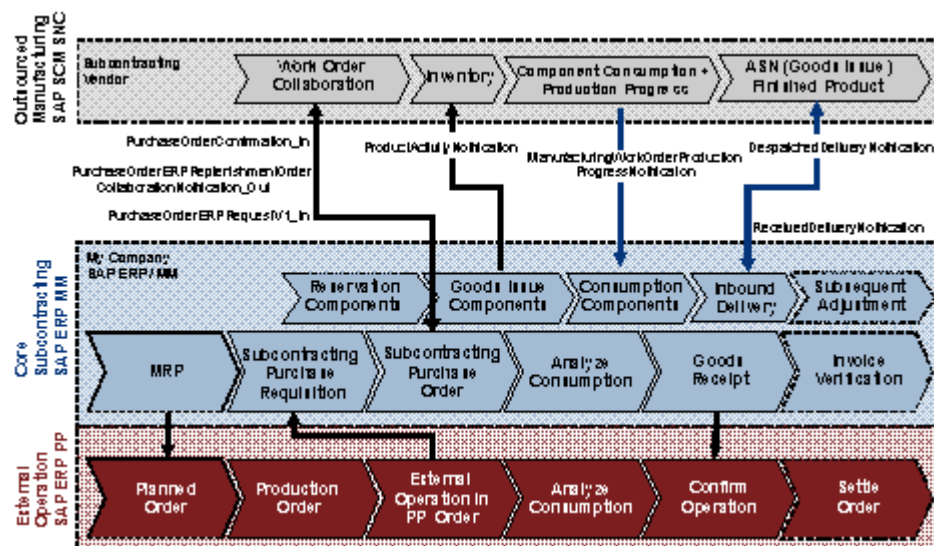 Outsourced
Manufacturing
SAP SCM SNC
Subcontracting
Vendor
Work Order
Collaboration
Inventory
Component Consumption +
Production Progress
ASN (Goods Issue)
Finished Product
PurchaseOrderConfirmation_In
PurchaseOrderERPReplenishmentOrder
CollaborationNotification_Out
PurchaseOrderERPRequestV1_In
ProductActivityNotification
ManufacturingWorkOrderProduction
ProgressNotification
DespatchedDeliveryNotification
ReceivedDeliveryNotification
Core
Subcontracting
SAP ERP MM
My Company
SAP ERP/MM
Reservation
Components
Goods Issue
Components
Consumption
Components
Inbound
Delivery
Subsequent
Adjustment
MRP
Subcontracting
Purchase
Requisition
Subcontracting
Purchase
Order
Analyze
Consumption
Goods
Receipt
Invoice
Verification
External
Operation
SAP ERP PP
Planned
Order
Production
Order
External
Operation in
PP Order
Analyze
Consumption
Confirm
Operation
Settle
Order